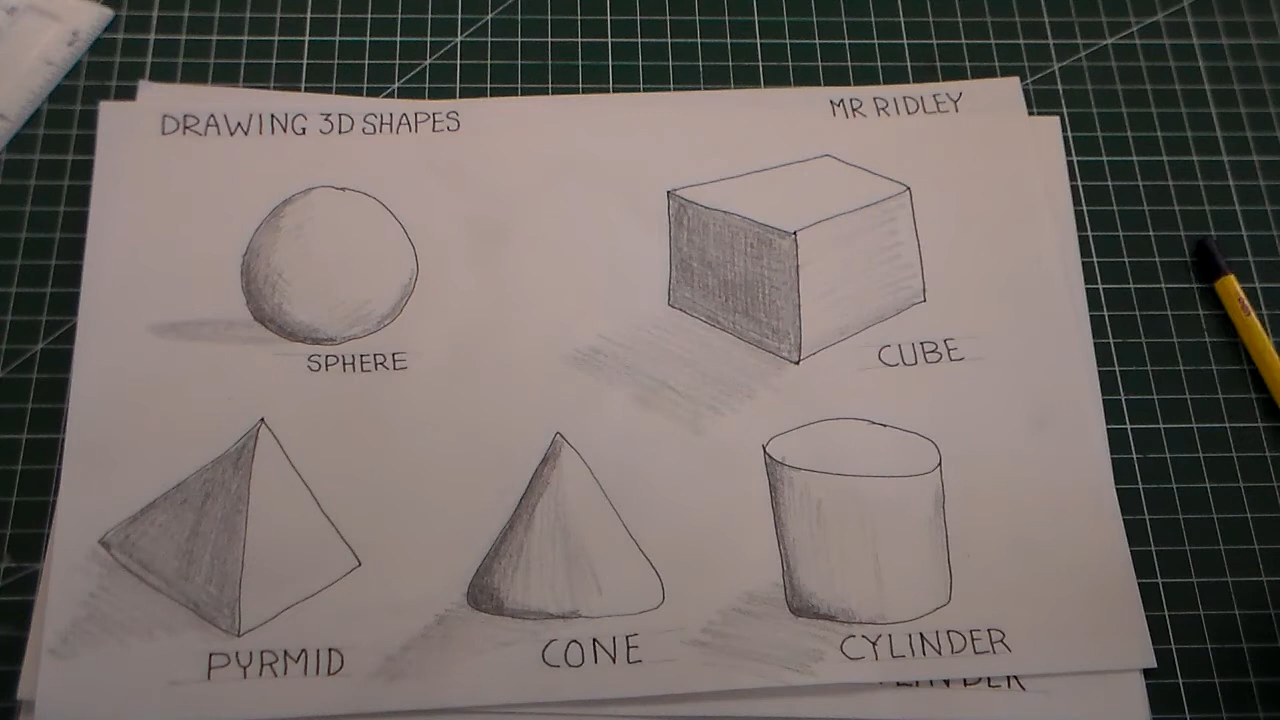 DRAWING 3D SHAPES
MR RIDLEY
SPHERE
CUBE
PYRMID
CONE
CYLINDER